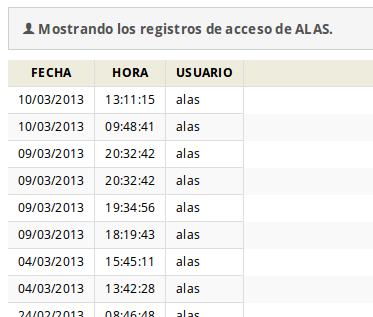 Mostrando los registros de acceso de ALAS.
FECHA HORA USUARIO
10/03/2013 13:11:15 alas
10/03/2013 09:48:41 alas
09/03/2013 20:32:42 alas
09/03/2013 20:32:42 alas
09/03/2013 19:34:56 alas
09/03/2013 18:19:43 alas
04/03/2013 15:45:11 alas
04/03/2013 13:42:28 alas
24/02/2013 08:46:48 alas